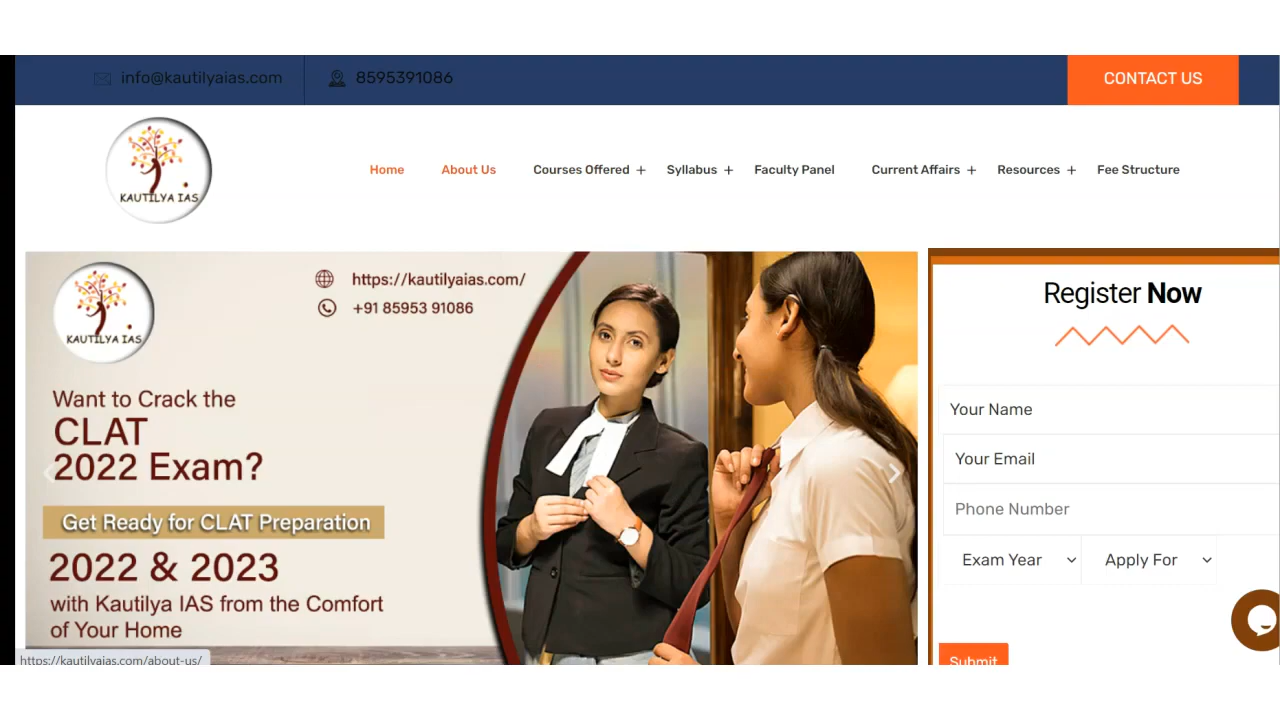 info@kautilyaias.com
8595391086
CONTACT US
KAUTILYA IAS
Home
About Us
Courses Offered +
Syllabus +
Faculty Panel
Current Affairs +
Resources +
Fee Structure
KAUTILYA IAS
https://kautilyaias.com/
+91 85953 91086
Want to Crack the
CLAT
2022 Exam?
Get Ready for CLAT Preparation
2022 & 2023
with Kautilya IAS from the Comfort
of Your Home
Register Now
Your Name
Your Email
Phone Number
Exam Year
Apply For
Submit
https://kautilyaias.com/about-us/